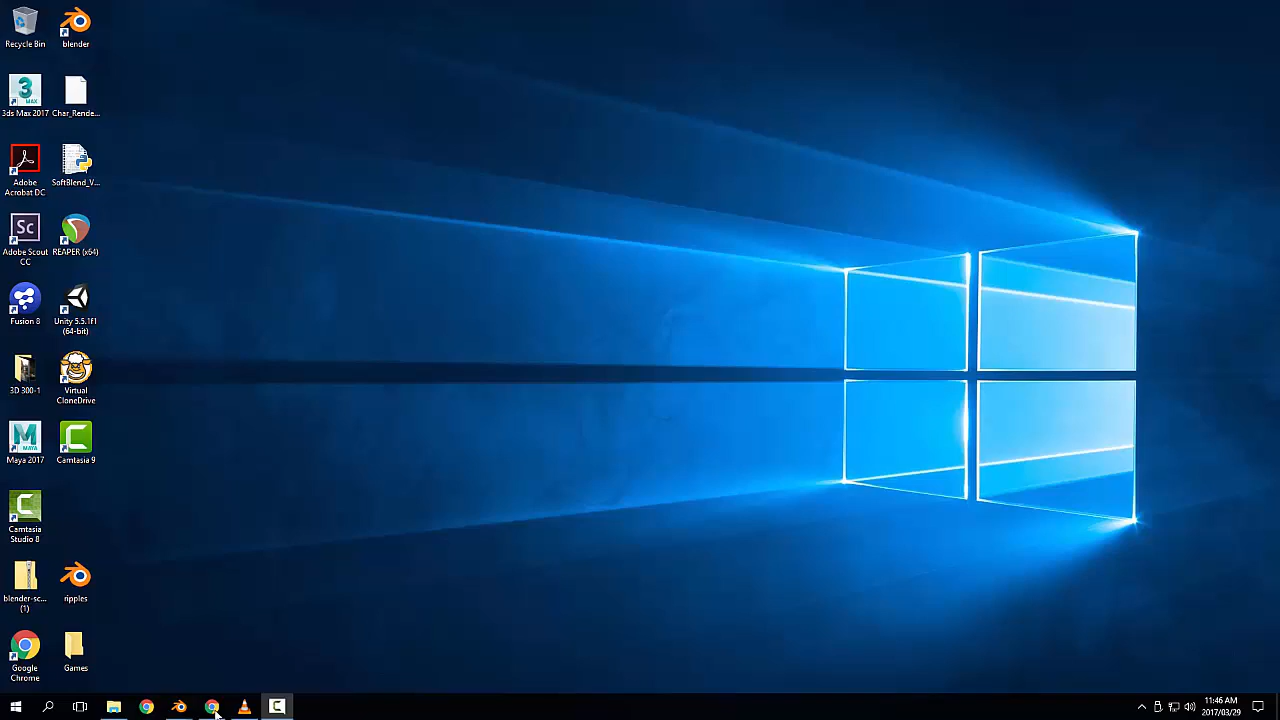 Recycle Bin
blender
3ds Max 2017
Char_Rende...
Adobe
Acrobat DC
SoftBlend_V...
Adobe Scout
CC
REAPER (x64)
Fusion 8
Unity 5.5.1f1
(64-bit)
3D 300-1
Virtual
CloneDrive
Maya 2017
Camtasia 9
Camtasia
Studio 8
blender-sc...
(1)
ripples
Google
Chrome
Games
11:46 AM
2017/03/29